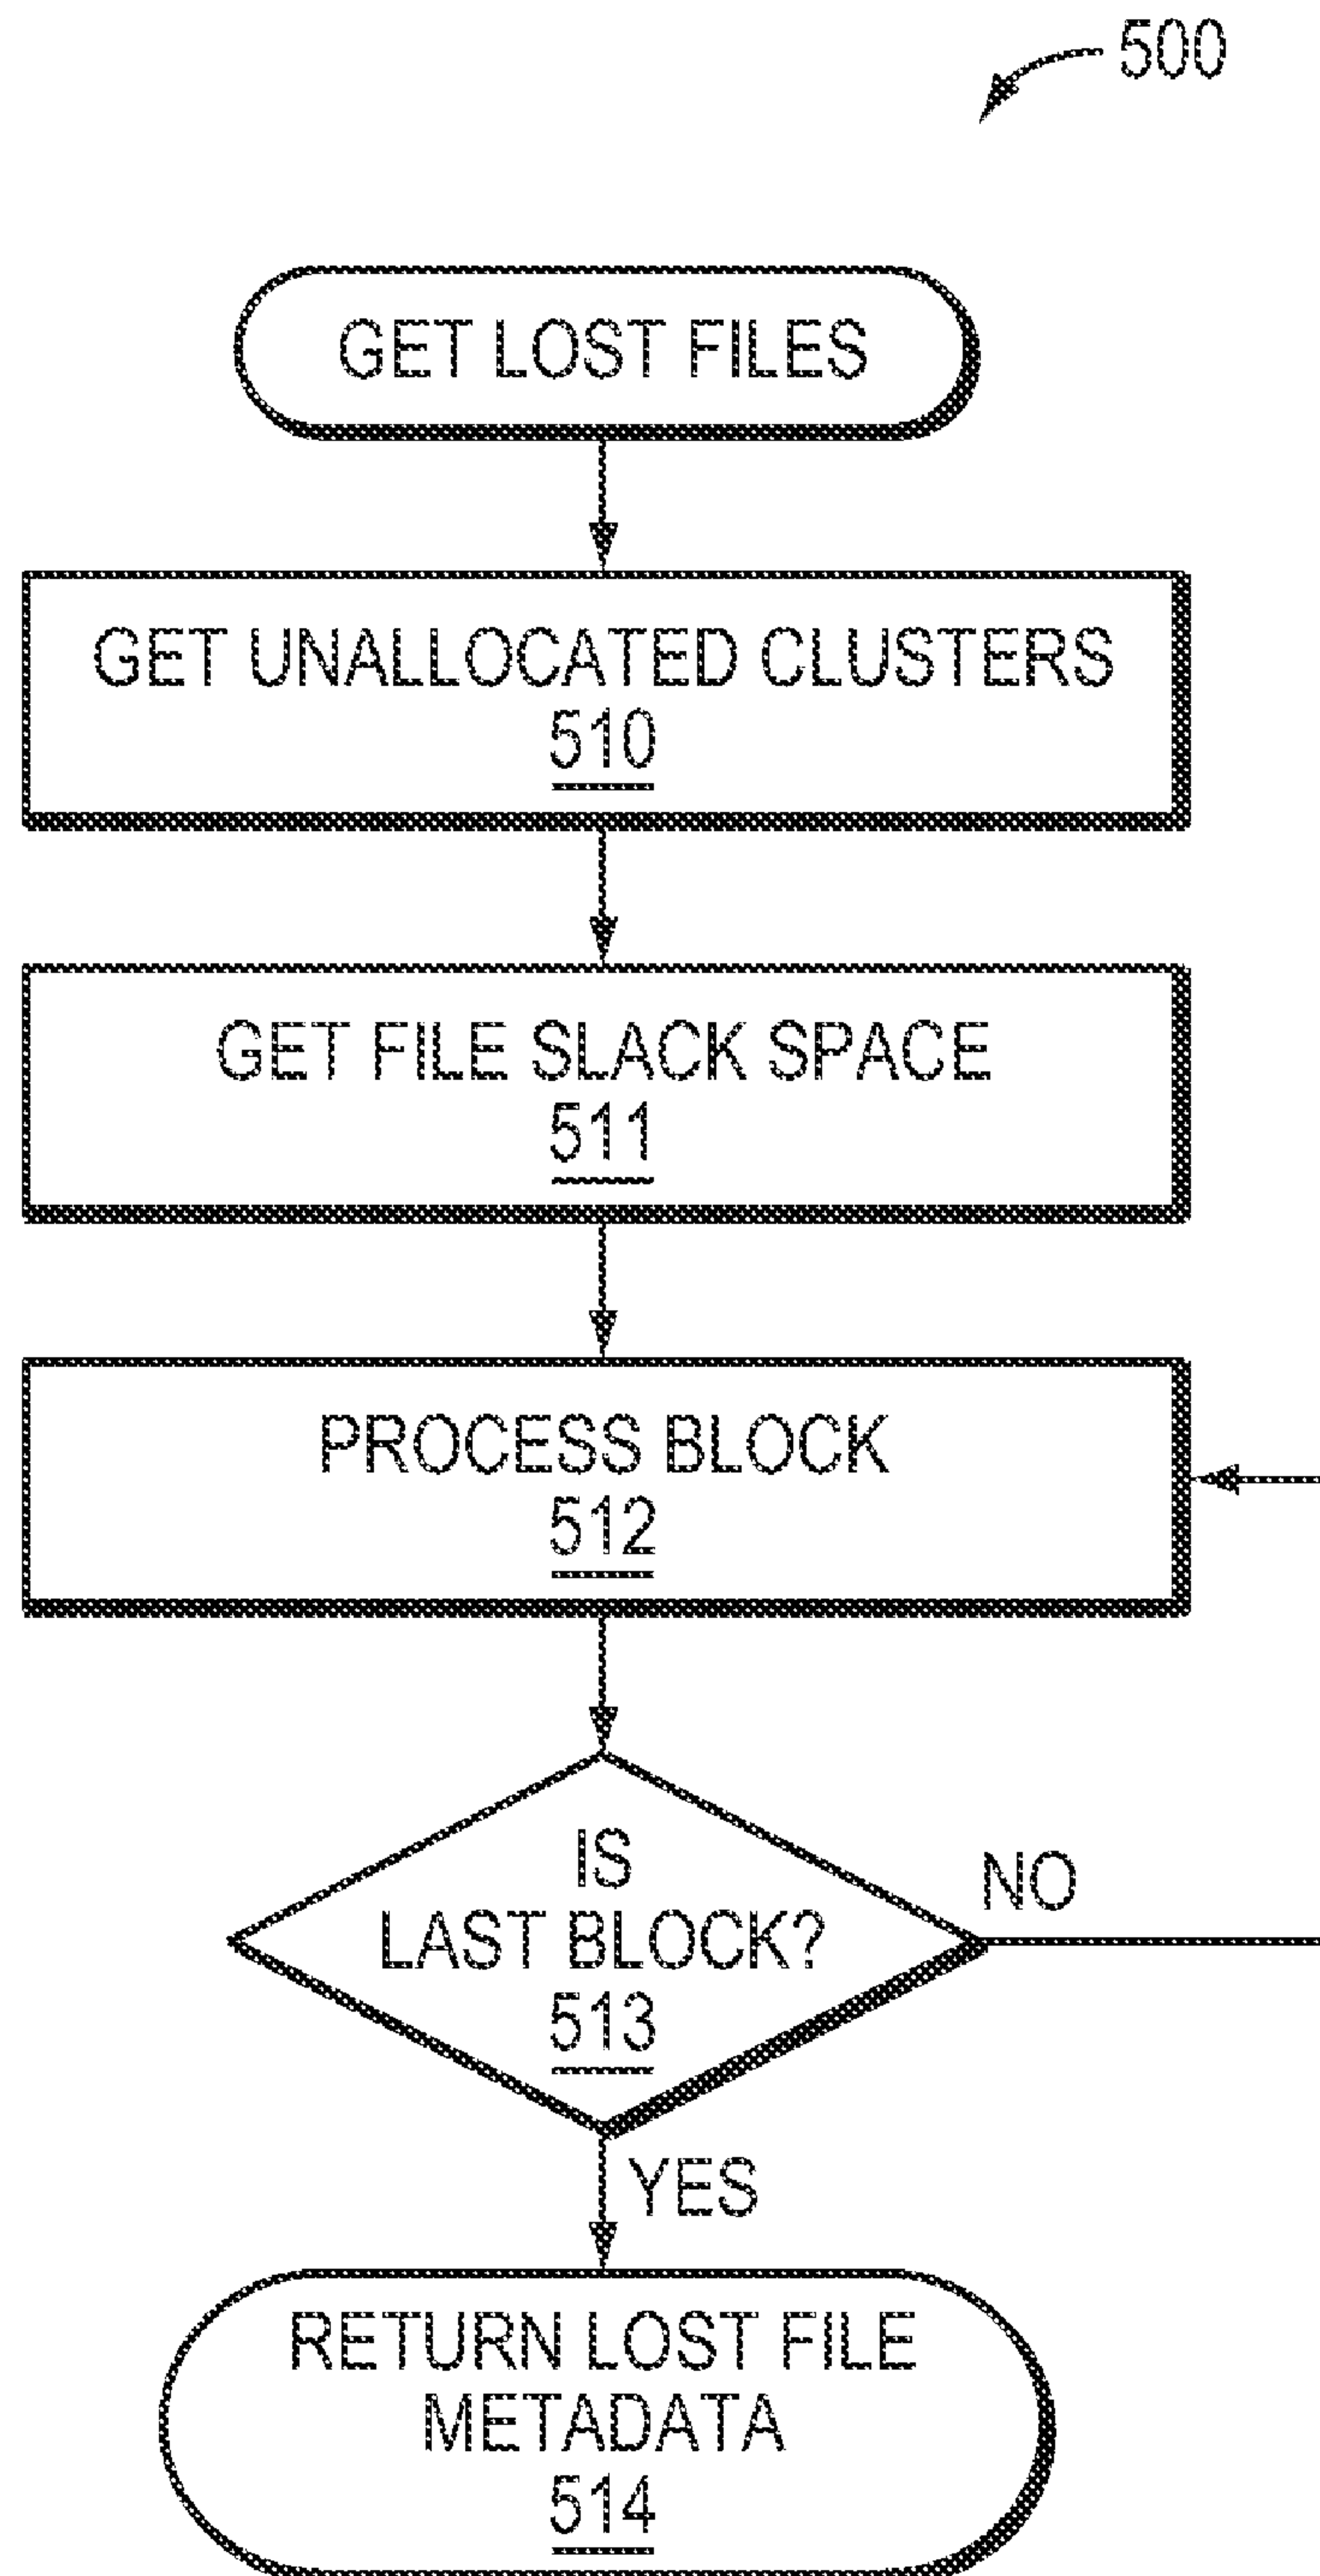 500
GET LOST FILES
GET UNALLOCATED CLUSTERS
510
GET FILE SLACK SPACE
511
PROCESS BLOCK
512
IS
LAST BLOCK?
513
NO
YES
RETURN LOST FILE
METADATA
514